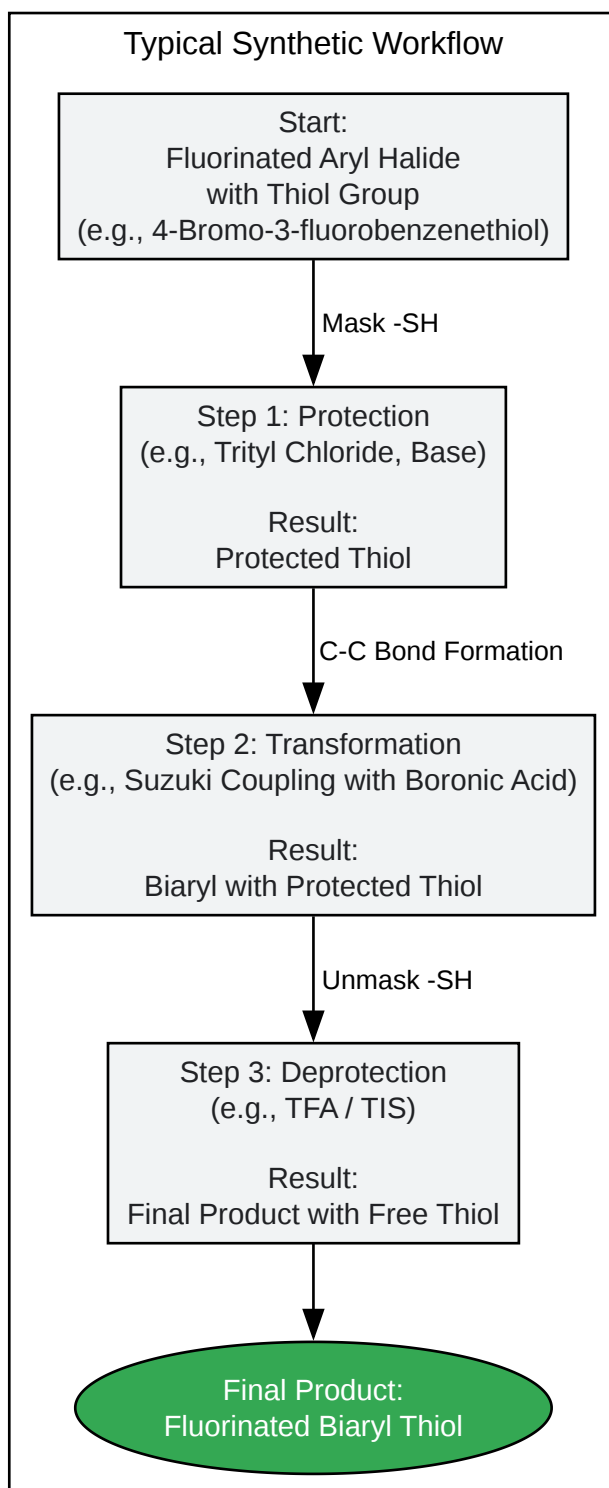 Typical Synthetic Workflow
Start:
Fluorinated Aryl Halide
with Thiol Group
(e.g., 4-Bromo-3-fluorobenzenethiol)
Mask -SH
Step 1: Protection
(e.g., Trityl Chloride, Base)
Result:
Protected Thiol
C-C Bond Formation
Step 2: Transformation
(e.g., Suzuki Coupling with Boronic Acid)
Result:
Biaryl with Protected Thiol
Unmask -SH
Step 3: Deprotection
(e.g., TFA / TIS)
Result:
Final Product with Free Thiol
Final Product:
Fluorinated Biaryl Thiol